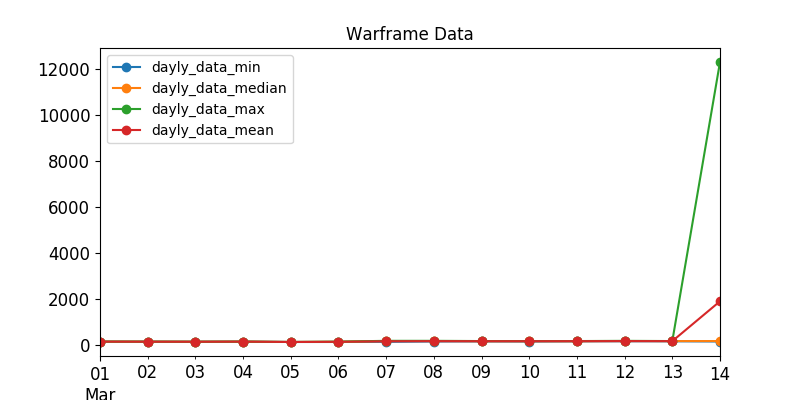 Warframe Data
dayly_data_min
dayly_data_median
dayly_data_max
dayly_data_mean
12000
10000
8000
6000
4000
2000
0
01 02 03 04 05 06 07 08 09 10 11 12 13 14
Mar